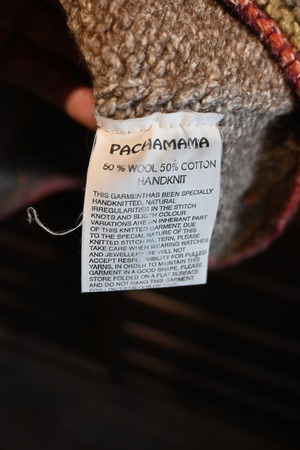 PACHAMAMA
50 % WOOL 50% COTTON
HANDKNIT
THIS GARMENT HAS BEEN SPECIALLY
HANDKNITTED, NATURAL
IRREGULARITIES IN THE STITCH
KNOTS AND SLIGTH COLOUR
VARIATIONS ARE AN INHERANT PART
OF THIS KNITTED GARMENT, DUE
TO THE SPECIAL NATURE OF THIS
KNITTED STITCH PATTERN, PLEASE
TAKE CARE WHEN WEARING WATCHES
AND JEWELLERY WE WILL NOT
ACCEPT RESPONSIBILITY FOR PULLED
YARNS, IN ORDER TO MAINTAIN THIS
GARMENT IN A GOOD SHAPE, PLEASE
STORE FOLDED ON A FLAT SURFACE
AND DO NOT HANG THIS GARMENT